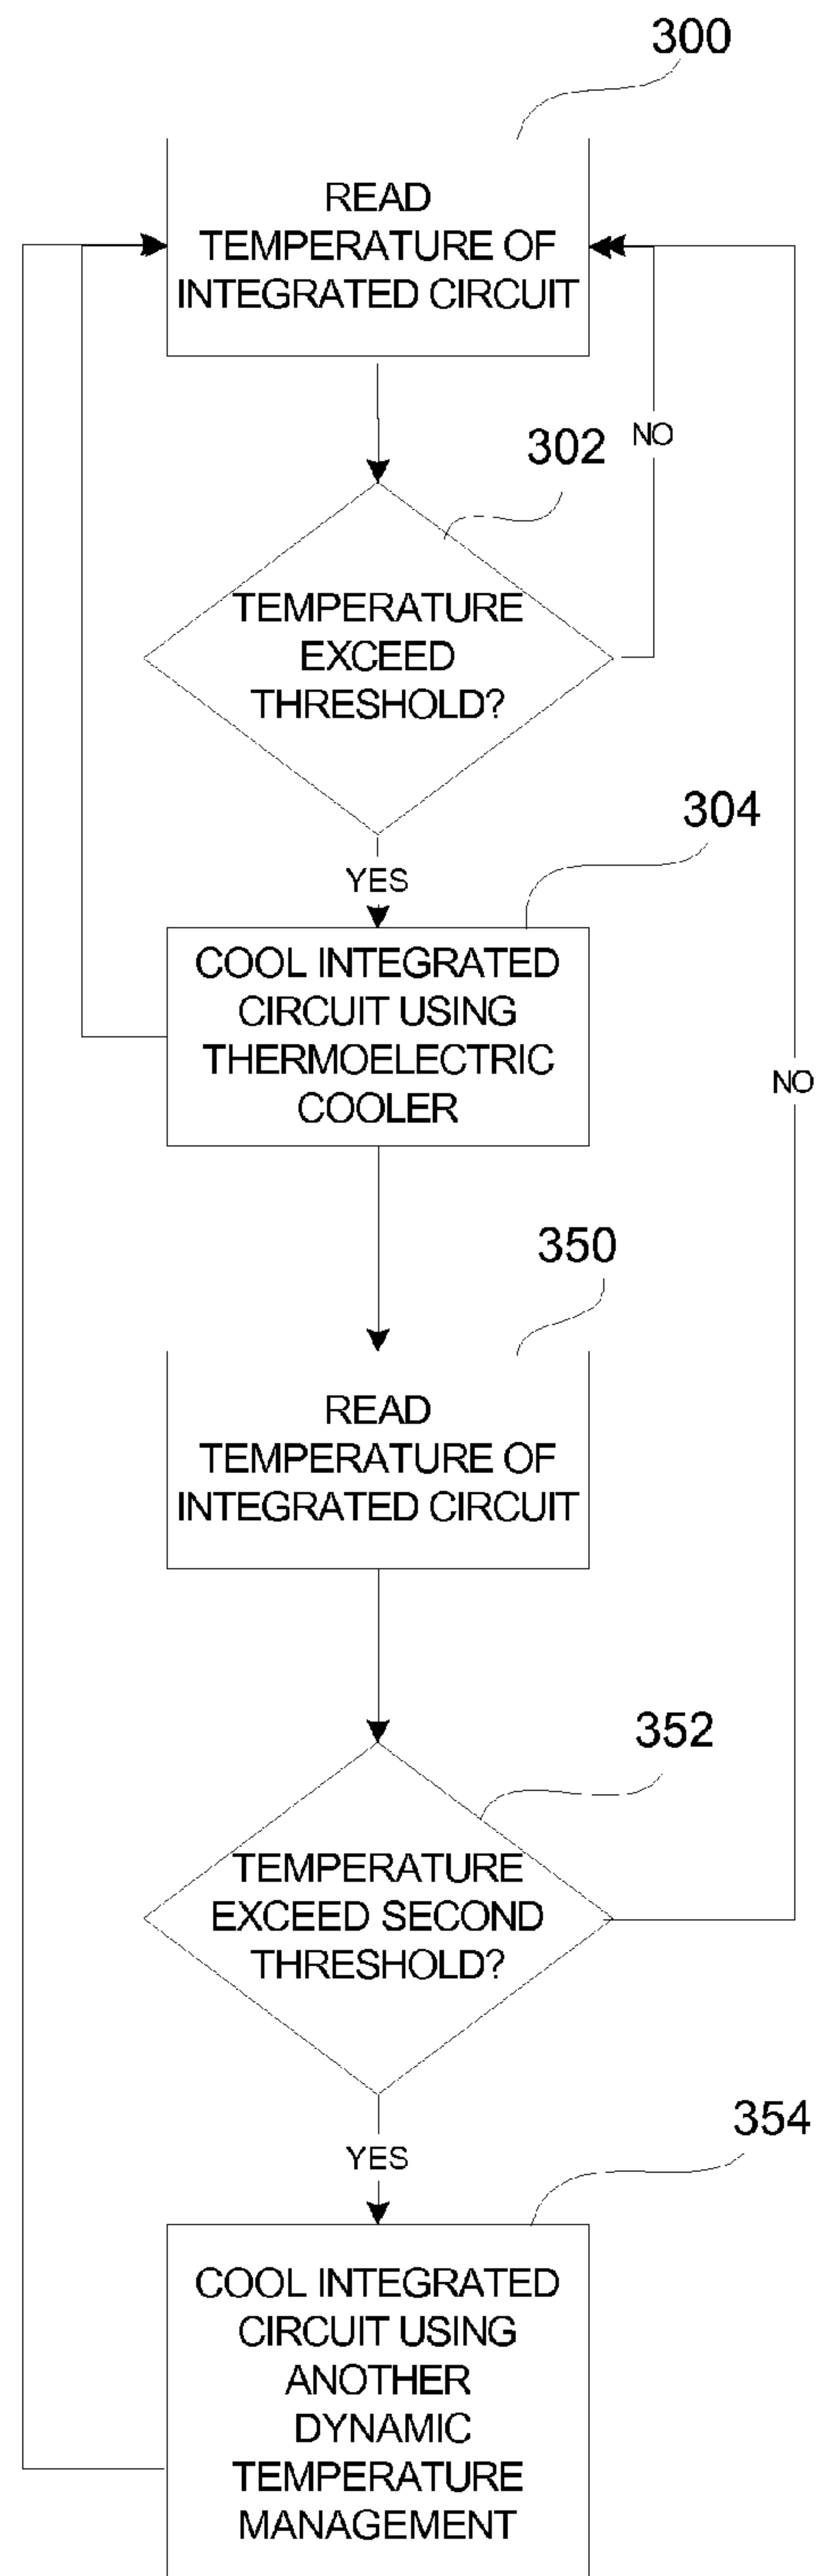 300
READ
TEMPERATURE OF
INTEGRATED CIRCUIT
302
NO
TEMPERATURE
EXCEED
THRESHOLD?
304
YES
COOL INTEGRATED
CIRCUIT USING
THERMOELECTRIC
COOLER
NO
350
READ
TEMPERATURE OF
INTEGRATED CIRCUIT
352
TEMPERATURE
EXCEED SECOND
THRESHOLD?
354
YES
COOL INTEGRATED
CIRCUIT USING
ANOTHER
DYNAMIC
TEMPERATURE
MANAGEMENT